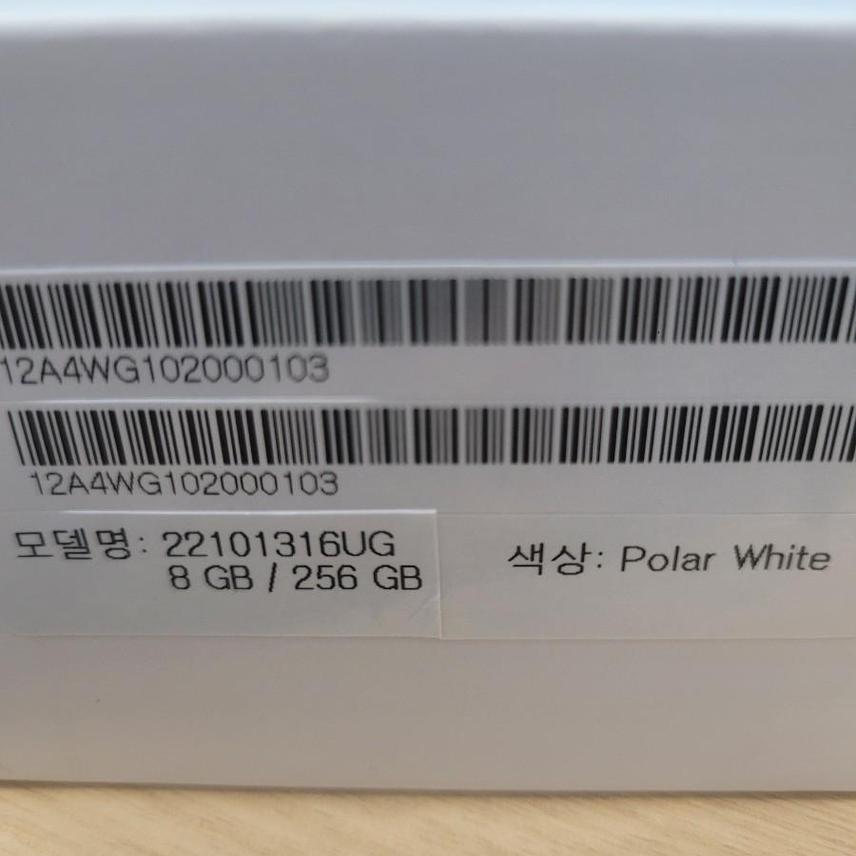 12A4WG102000103
12A4WG102000103
모델명: 22101316UG
8 GB / 256 GB
색상: Polar White